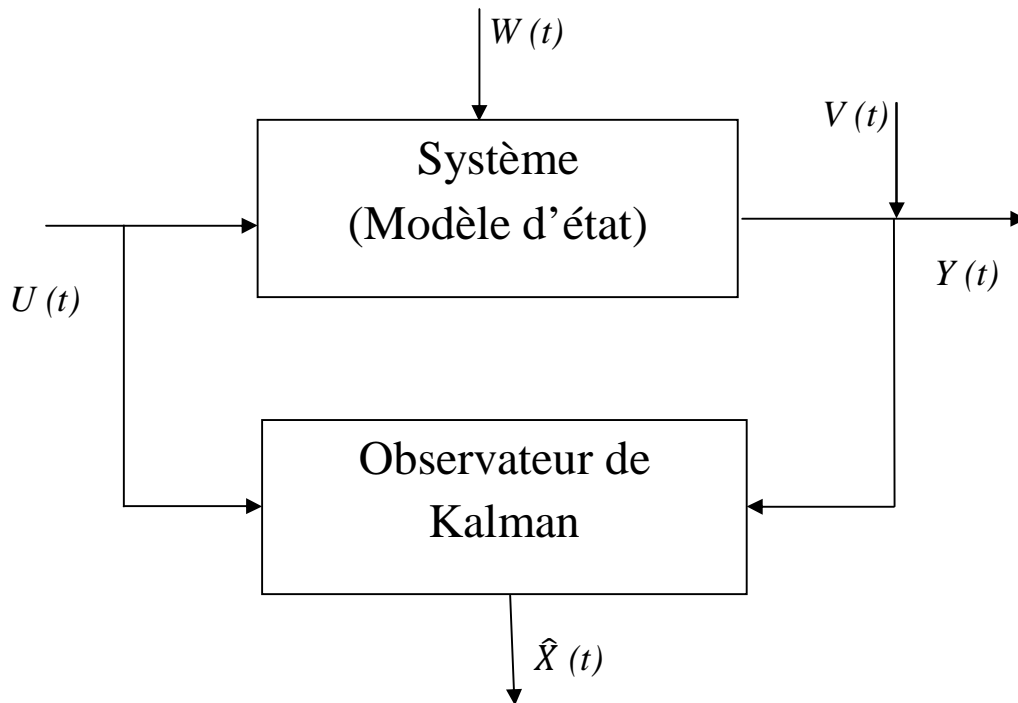 W (t)
V (t)
Système
(Modèle d’état)
U (t)
Y (t)
Observateur de
Kalman
X̂ (t)